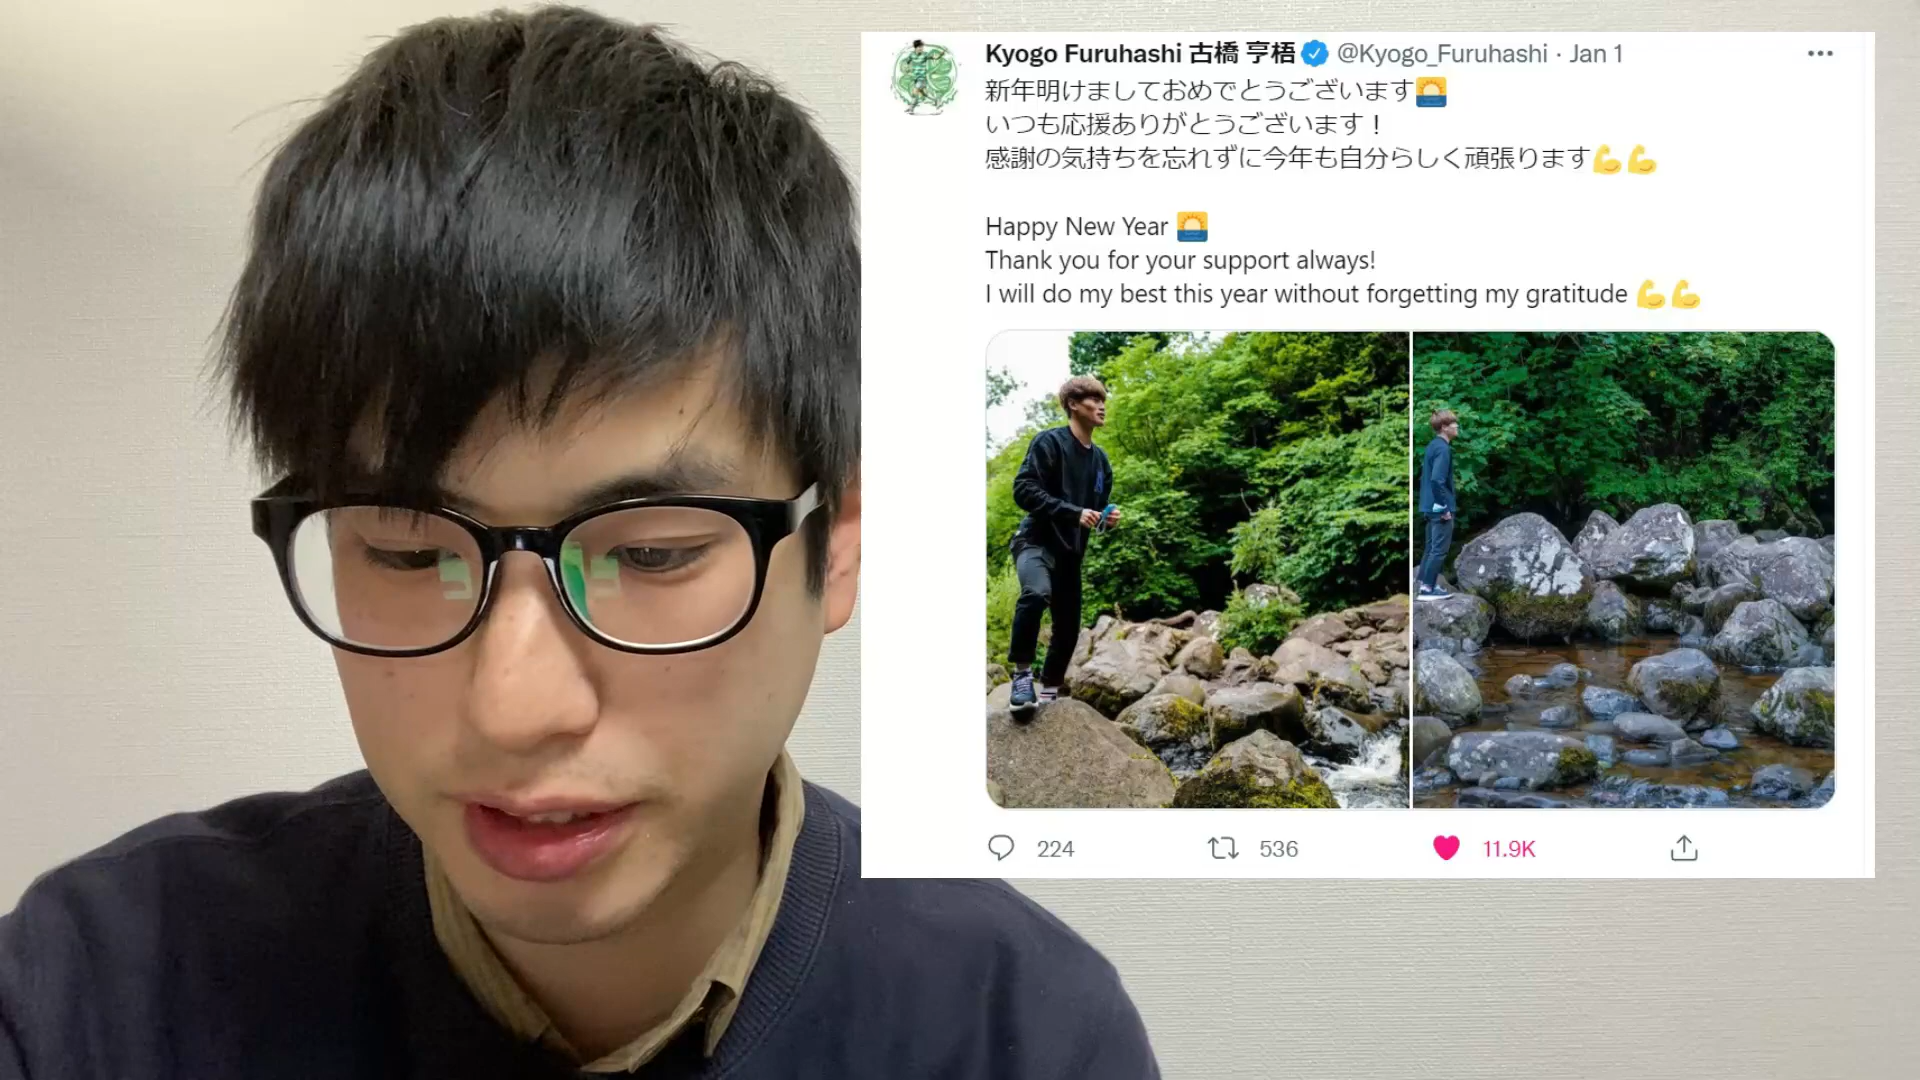 Kyogo Furuhashi 古橋 亨梧 @Kyogo_Furuhashi · Jan 1
新年明けましておめでとうございます🌅
いつも応援ありがとうございます！
感謝の気持ちを忘れずに今年も自分らしく頑張ります💪💪
Happy New Year 🌅
Thank you for your support always!
I will do my best this year without forgetting my gratitude 💪💪
224 536 11.9K